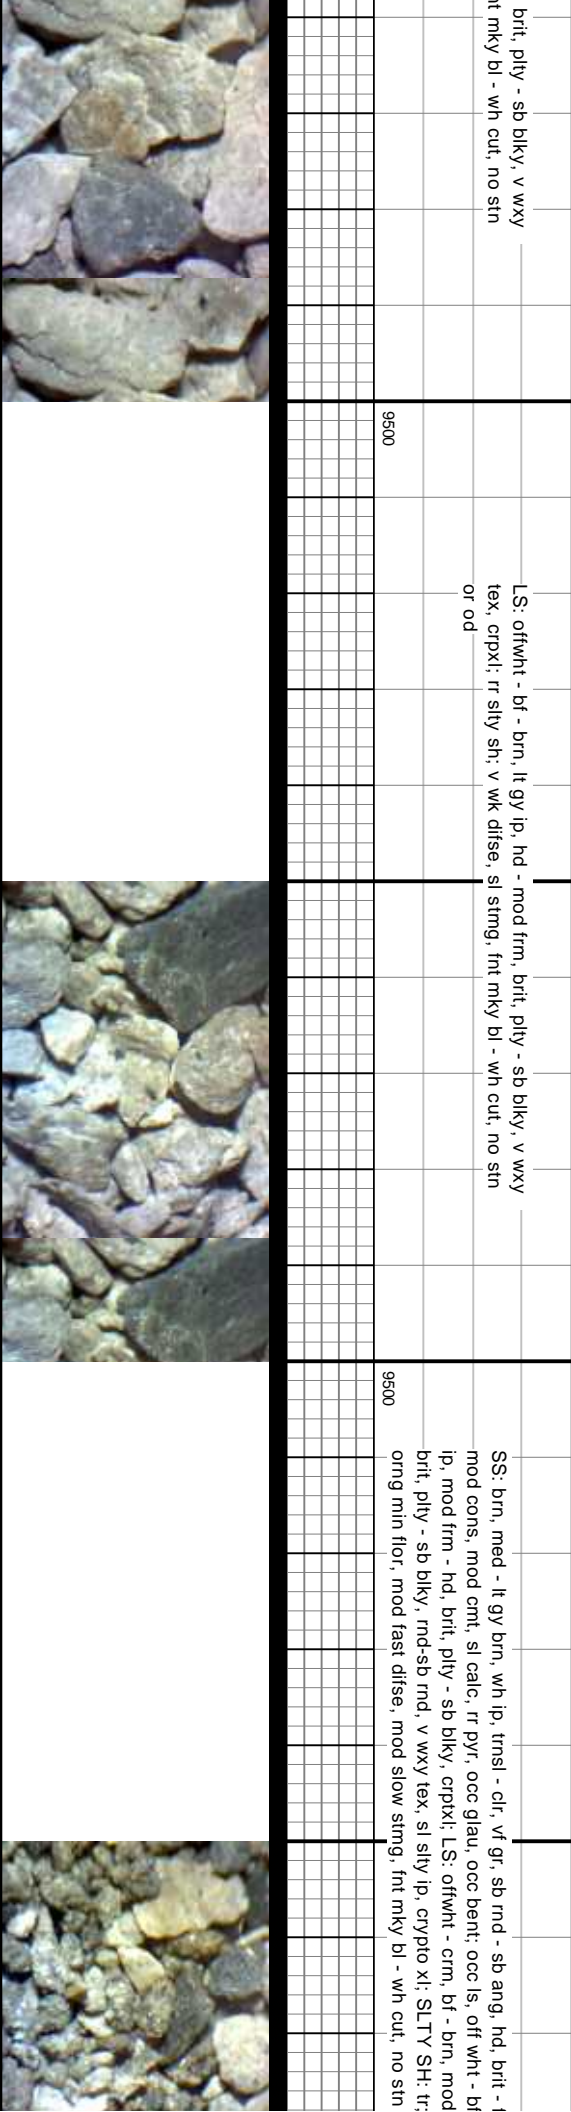 brit, plty - sb blky, v wxy
nt mky bl - wh cut, no stn
9500
LS: offwht - bf - brn, lt gy ip, hd - mod frm, brit, plty - sb blky, v wxy
tex, crpxl; rr slty sh; v wk difse, sl stmg, fnt mky bl - wh cut, no stn
or od
9500
SS: brn, med - lt gy brn, wh ip, trnsl - clr, vf gr, sb rnd - sb ang, hd, brit - f
mod cons, mod cmt, sl calc, rr pyr, occ glau, occ bent; occ ls, off wht - bf
ip, mod frm - hd, brit, plty - sb blky, crptxl; LS: offwht - crm, bf - brn, mod
brit, plty - sb blky, rnd-sb rnd, v wxy tex, sl slty ip, crypto xl; SLTY SH: tr;
orng min flor, mod fast difse, mod slow stmg, fnt mky bl - wh cut, no stn